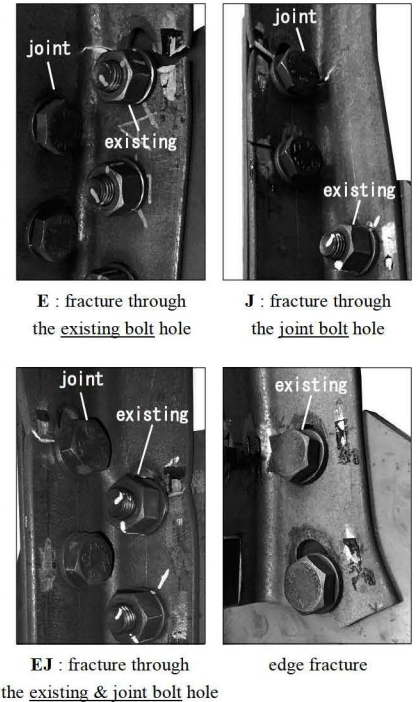 joint
existing
joint
existing
E : fracture through
the existing bolt hole
J : fracture through
the joint bolt hole
joint
existing
existing
EJ : fracture through
the existing & joint bolt hole
edge fracture